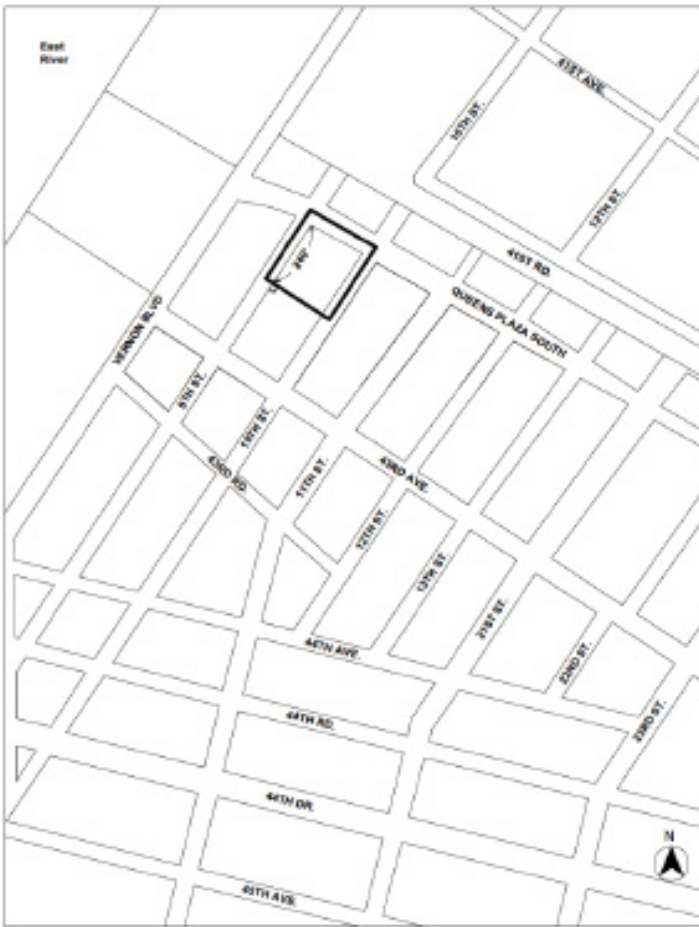 East
River
41ST AVE.
10TH ST.
12TH ST.
41ST RD.
240'
QUEENS PLAZA SOUTH
VERNON BLVD
9TH ST.
10TH ST.
43RD RD
11TH ST.
43RD AVE.
12TH ST.
13TH ST.
21ST ST.
22ND ST.
44TH AVE.
23RD ST.
44TH RD.
44TH DR.
45TH AVE.
N